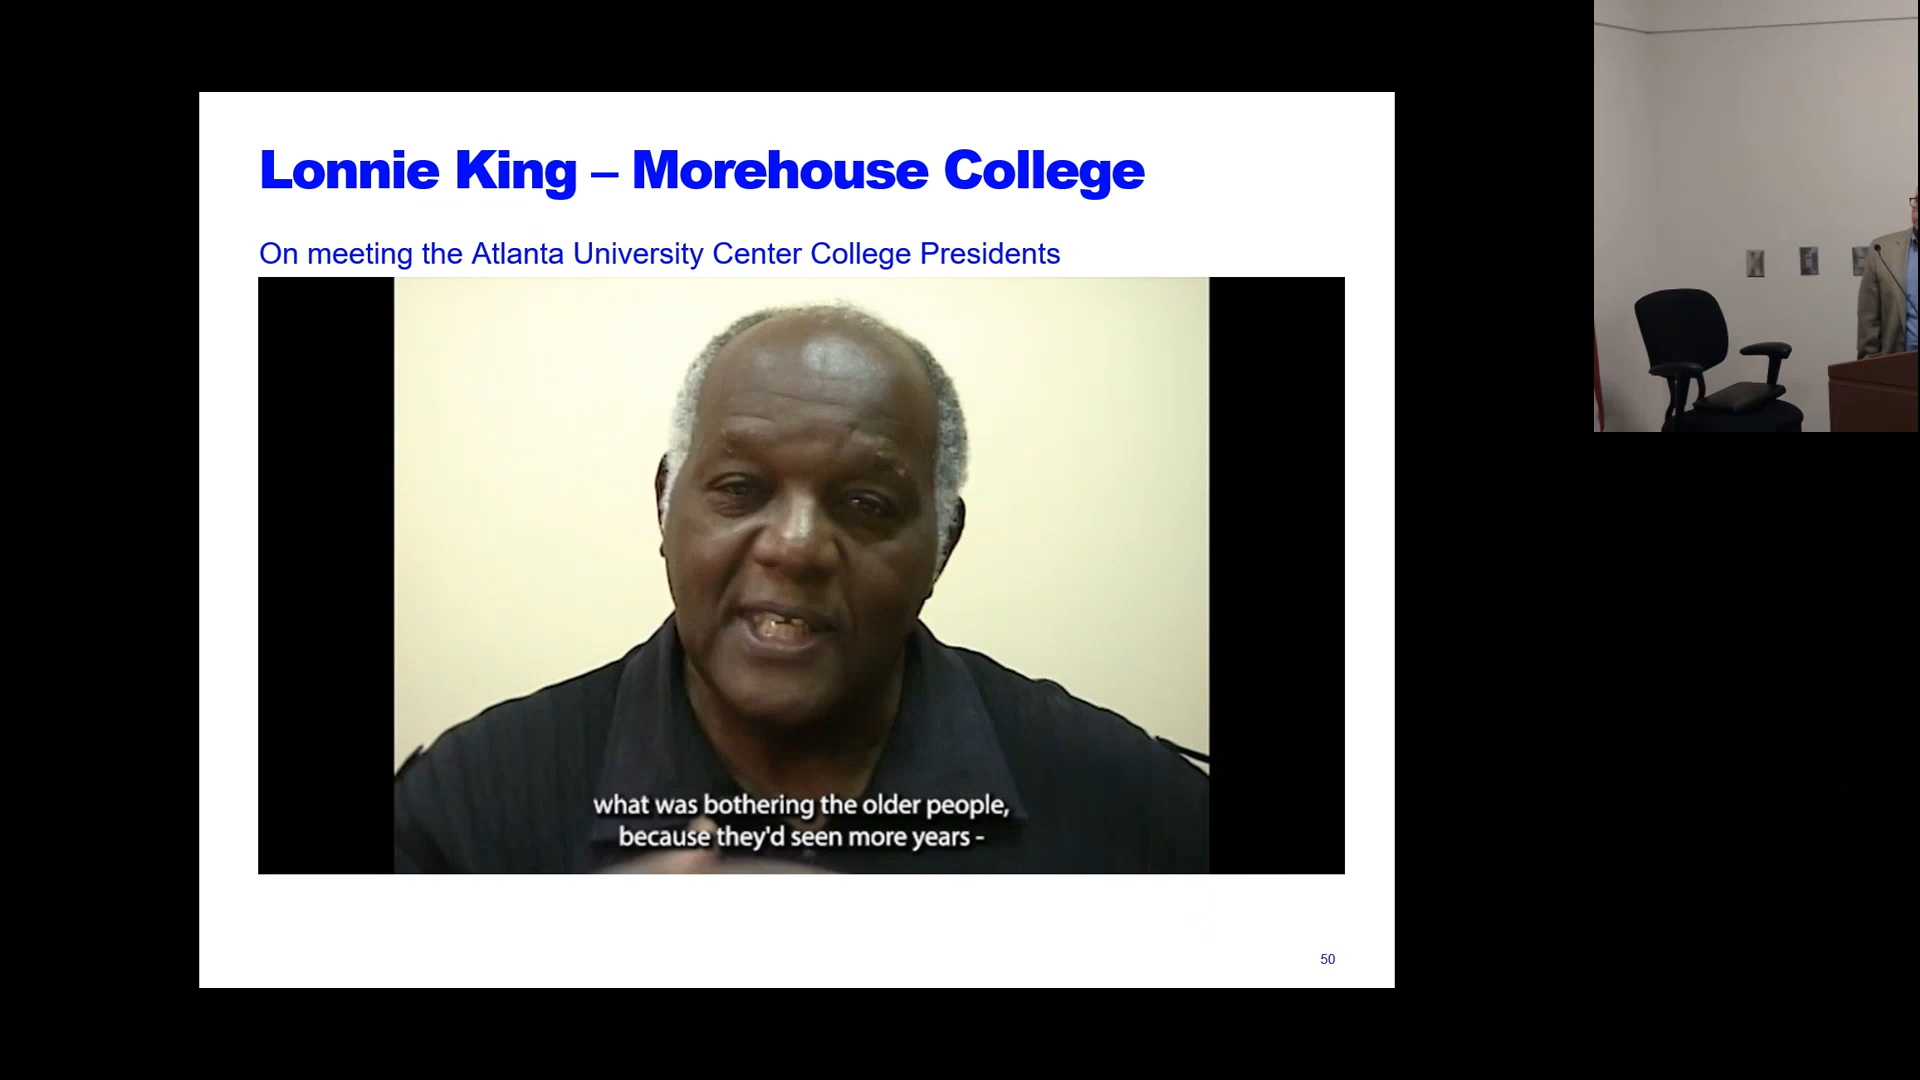 Lonnie King – Morehouse College
On meeting the Atlanta University Center College Presidents
what was bothering the older people,
because they'd seen more years -
50